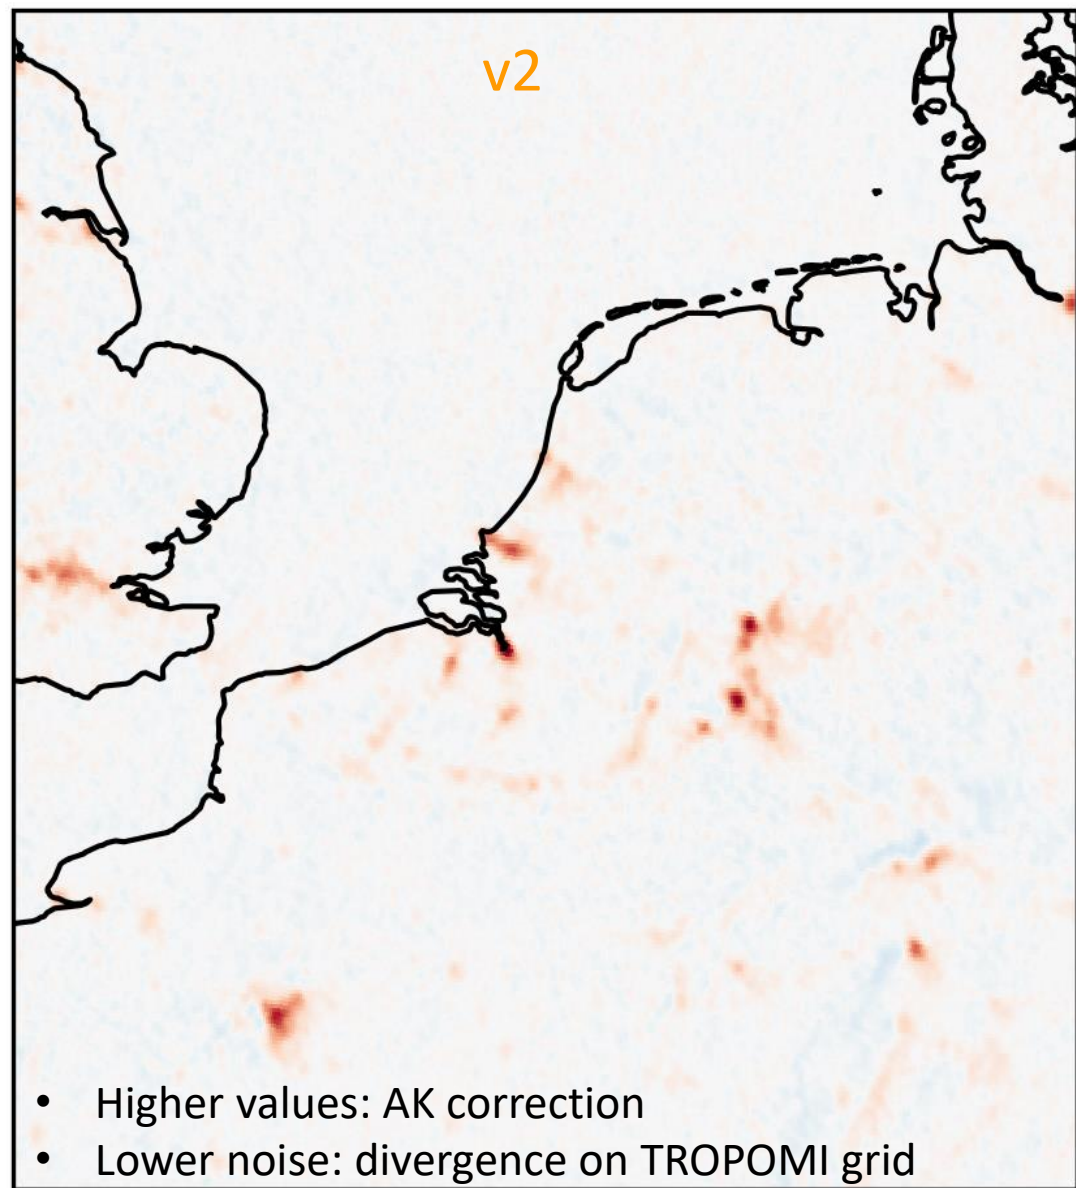 v2
• Higher values: AK correction
• Lower noise: divergence on TROPOMI grid